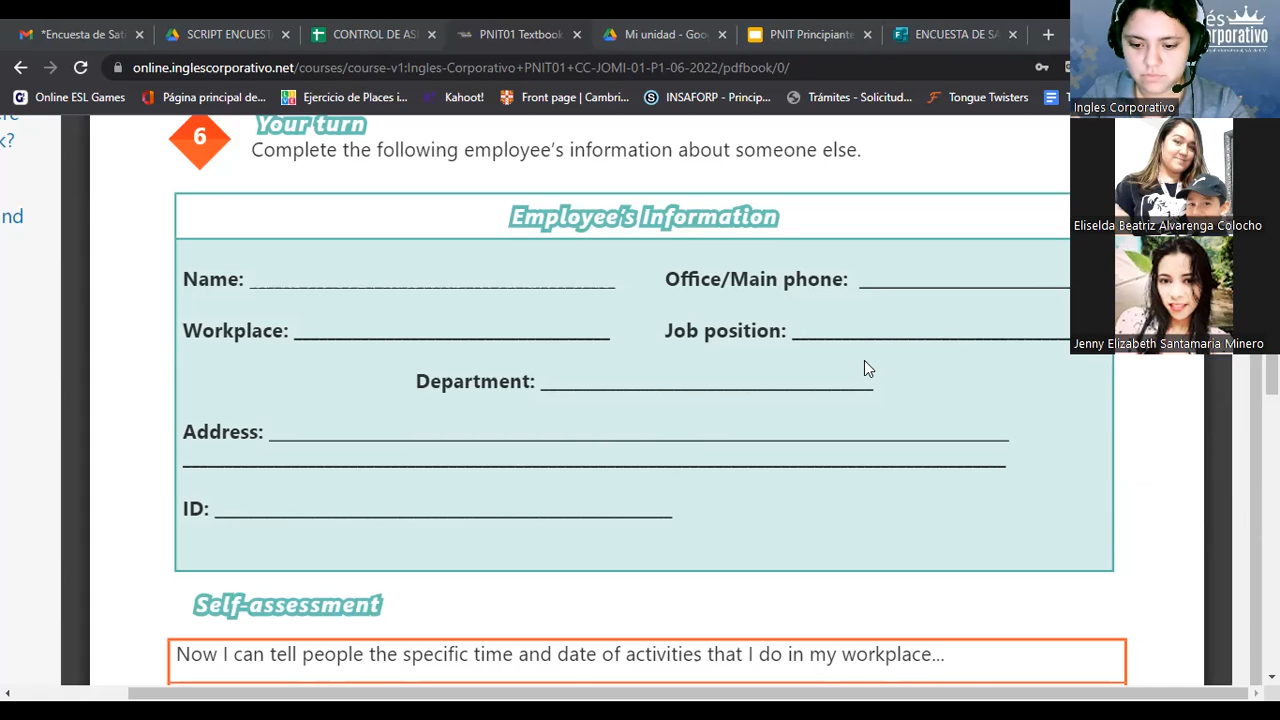 *Encuesta de Sati
SCRIPT ENCUEST
CONTROL DE AS
PNIT01 Textbook
Mi unidad - Goo
PNIT Principiante
ENCUESTA DE SA
online.inglescorporativo.net/courses/course-v1:Ingles-Corporativo+PNIT01+CC-JOMI-01-P1-06-2022/pdfbook/0/
Online ESL Games
Página principal de...
Ejercicio de Places i...
Kahoot!
Front page | Cambri...
INSAFORP - Princip...
Trámites - Solicitud...
Tongue Twisters
és
orporativo
Ingles Corporativo
Eliselda Beatriz Alvarenga Colocho
Jenny Elizabeth Santamaria Minero
k?
nd
6
Your turn
Complete the following employee's information about someone else.
Employee's Information
Name: Office/Main phone:
Workplace: Job position:
Department:
Address:
ID:
Self-assessment
Now I can tell people the specific time and date of activities that I do in my workplace...